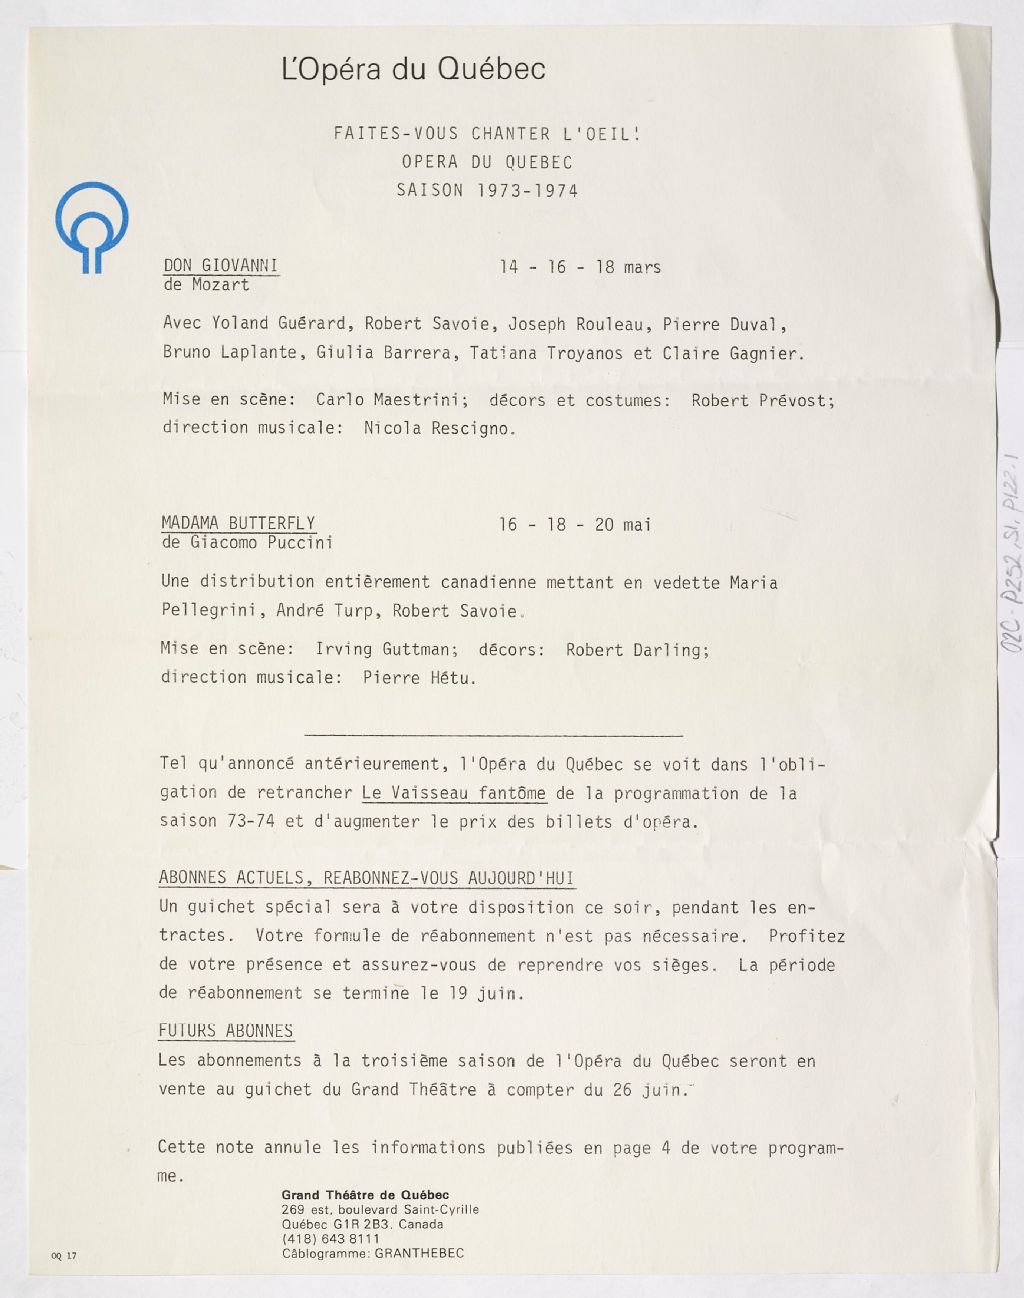 L'Opéra du Québec
FAITES-VOUS CHANTER L'OEIL!
OPERA DU QUEBEC
SAISON 1973-1974
DON GIOVANNI 14 - 16 - 18 mars
de Mozart
Avec Yoland Guérard, Robert Savoie, Joseph Rouleau, Pierre Duval,
Bruno Laplante, Giulia Barrera, Tatiana Troyanos et Claire Gagnier.
Mise en scène: Carlo Maestrini; décors et costumes: Robert Prévost;
direction musicale: Nicola Rescigno.
MADAMA BUTTERFLY 16 - 18 - 20 mai
de Giacomo Puccini
Une distribution entièrement canadienne mettant en vedette Maria
Pellegrini, André Turp, Robert Savoie.
Mise en scène: Irving Guttman; décors: Robert Darling;
direction musicale: Pierre Hétu.
Tel qu'annoncé antérieurement, l'Opéra du Québec se voit dans l'obli-
gation de retrancher Le Vaisseau fantôme de la programmation de la
saison 73-74 et d'augmenter le prix des billets d'opéra.
ABONNES ACTUELS, REABONNEZ-VOUS AUJOURD'HUI
Un guichet spécial sera à votre disposition ce soir, pendant les en-
tractes. Votre formule de réabonnement n'est pas nécessaire. Profitez
de votre présence et assurez-vous de reprendre vos sièges. La période
de réabonnement se termine le 19 juin.
FUTURS ABONNES
Les abonnements à la troisième saison de l'Opéra du Québec seront en
vente au guichet du Grand Théâtre à compter du 26 juin.
Cette note annule les informations publiées en page 4 de votre program-
me.
Grand Théâtre de Québec
269 est, boulevard Saint-Cyrille
Québec G1R 2B3, Canada
(418) 643 8111
Câblogramme: GRANTHEBEC
OQ 17
02C-P252,S1,P122.1